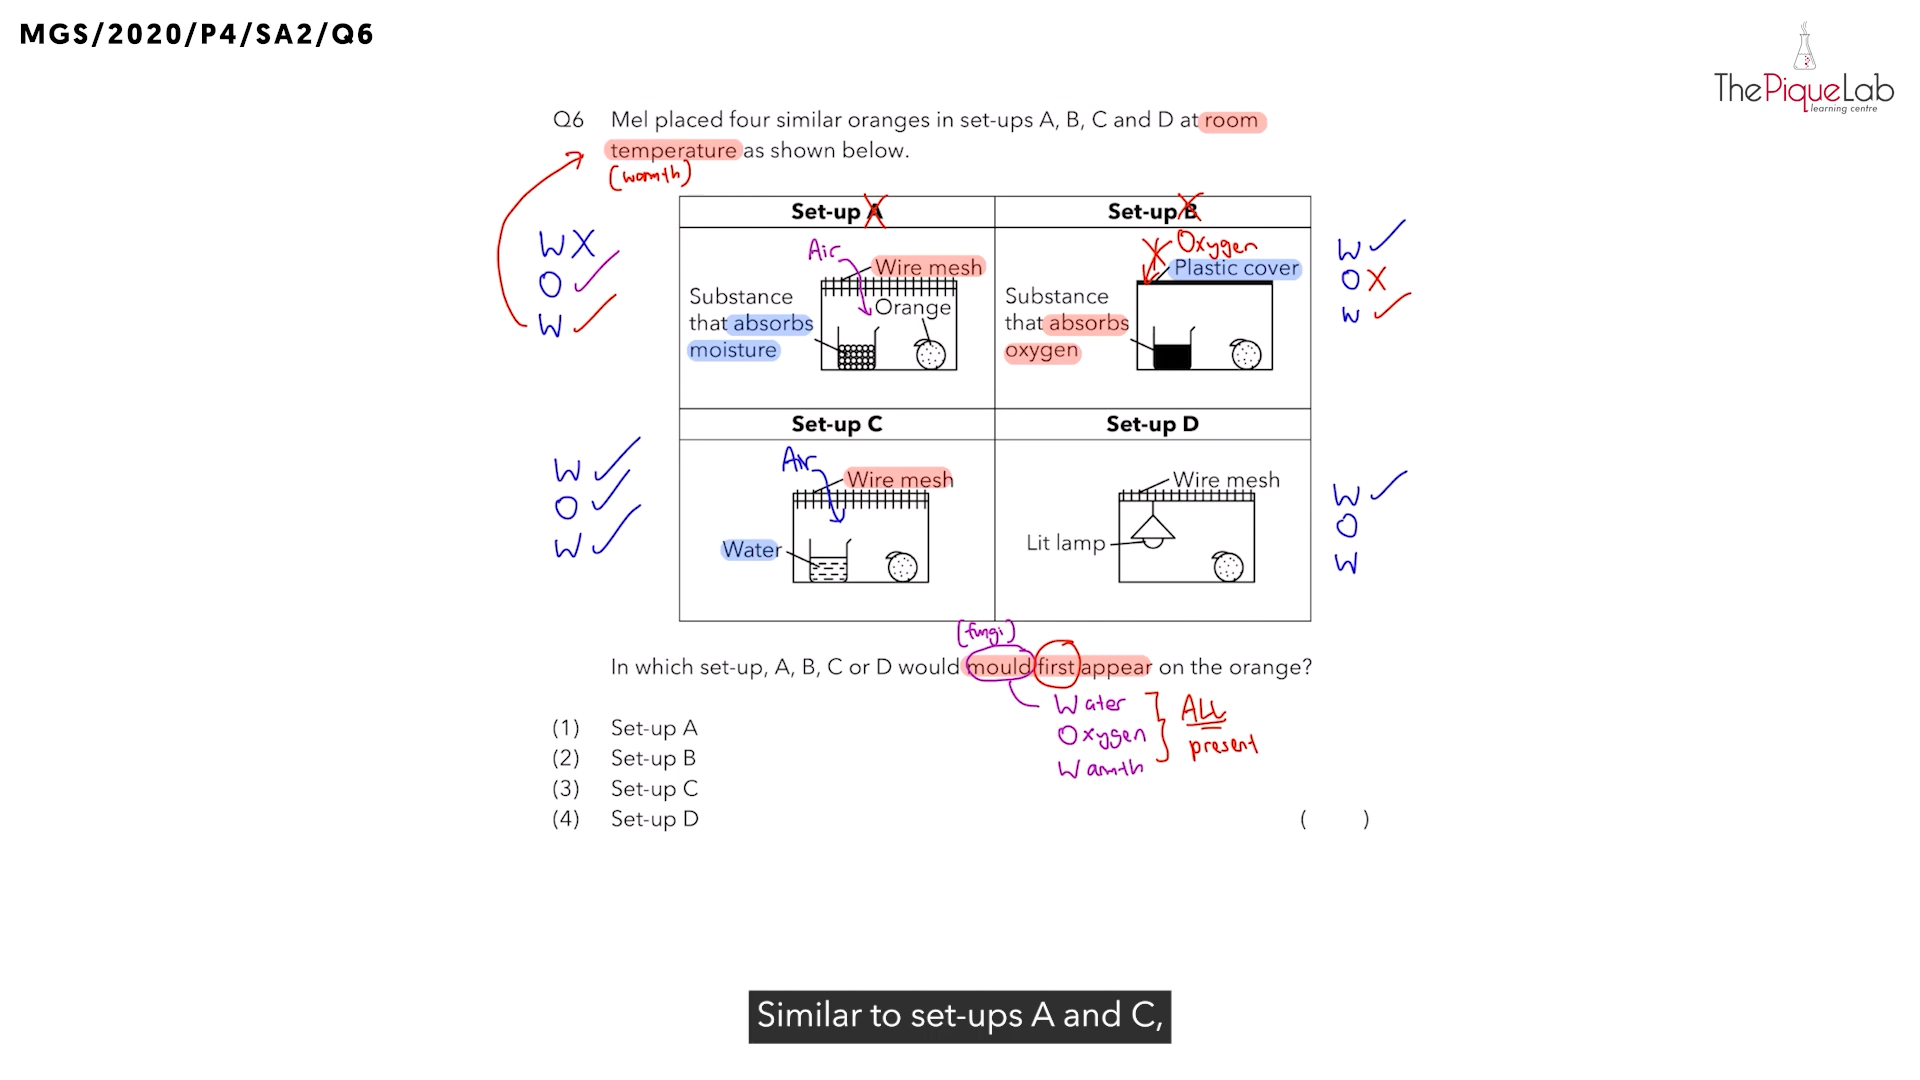 MGS/2020/P4/SA2/Q6
ThePiqueLab
learning centre
Q6 Mel placed four similar oranges in set-ups A, B, C and D at room
temperature as shown below.
(warmth)
Set-up A
Set-up B
W X
O
W
Air
Wire mesh
Substance
that absorbs
moisture
Orange
X Oxygen
Plastic cover
Substance
that absorbs
oxygen
W
O X
W
Set-up C
Set-up D
W
O
W
Air
Wire mesh
Water
Wire mesh
Lit lamp
W
O
W
(fungi)
In which set-up, A, B, C or D would mould first appear on the orange?
Water
Oxygen
Warmth
ALL
present
(1) Set-up A
(2) Set-up B
(3) Set-up C
(4) Set-up D ( )
Similar to set-ups A and C,